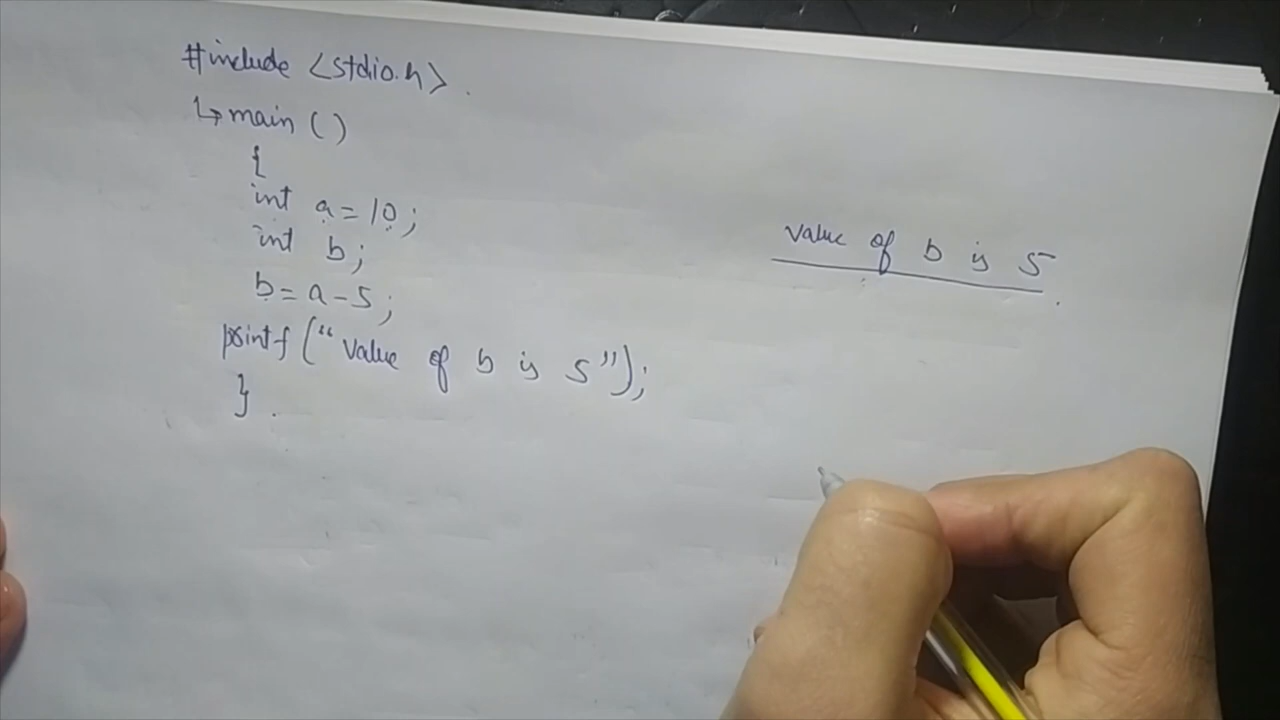 #include <stdio.h>
↳ main ()
{
int a = 10;
int b;
b = a - 5;
printf ("Value of b is 5");
}
Value of b is 5